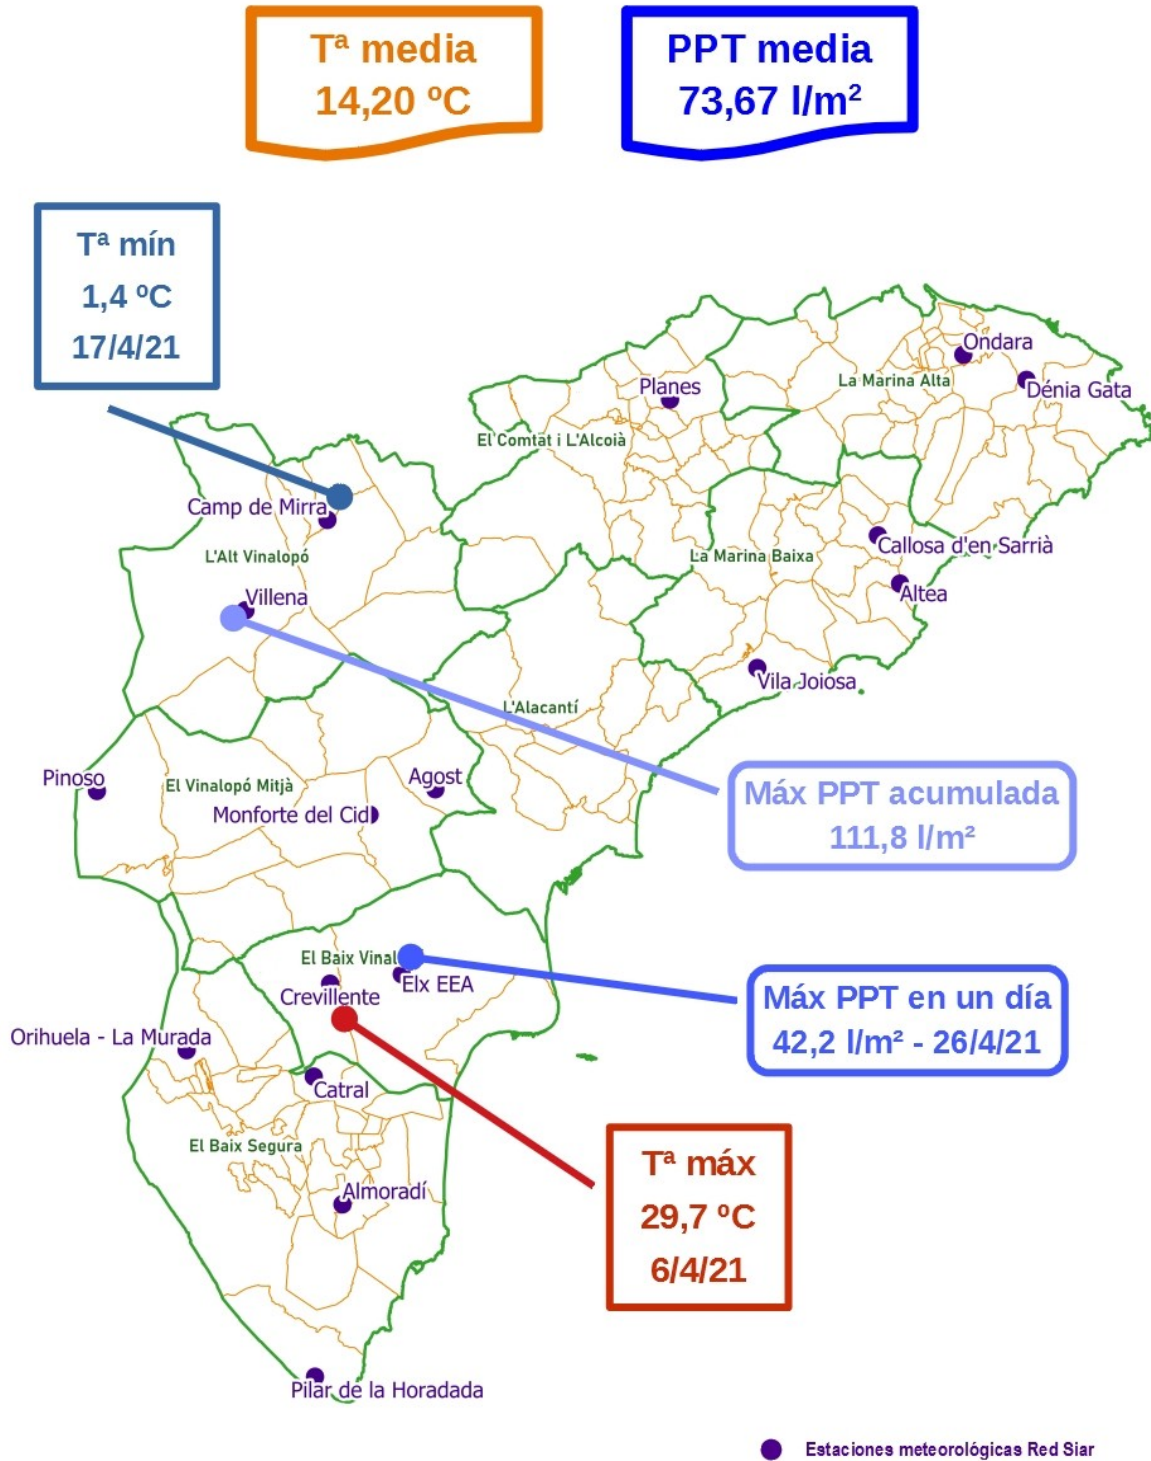 Tª media
14,20 ºC
PPT media
73,67 l/m²
Tª mín
1,4 ºC
17/4/21
Ondara
La Marina Alta
Planes
Dénia Gata
El Comtat i L'Alcoià
Camp de Mirra
Callosa d'en Sarrià
L'Alt Vinalopó
La Marina Baixa
Altea
Villena
Vila Joiosa
L'Alacantí
Pinoso
El Vinalopó Mitjà
Agost
Monforte del Cid
Máx PPT acumulada
111,8 l/m²
El Baix Vinal
Elx EEA
Crevillente
Máx PPT en un día
42,2 l/m² - 26/4/21
Orihuela - La Murada
Catral
El Baix Segura
Almoradí
Tª máx
29,7 ºC
6/4/21
Pilar de la Horadada
Estaciones meteorológicas Red Siar